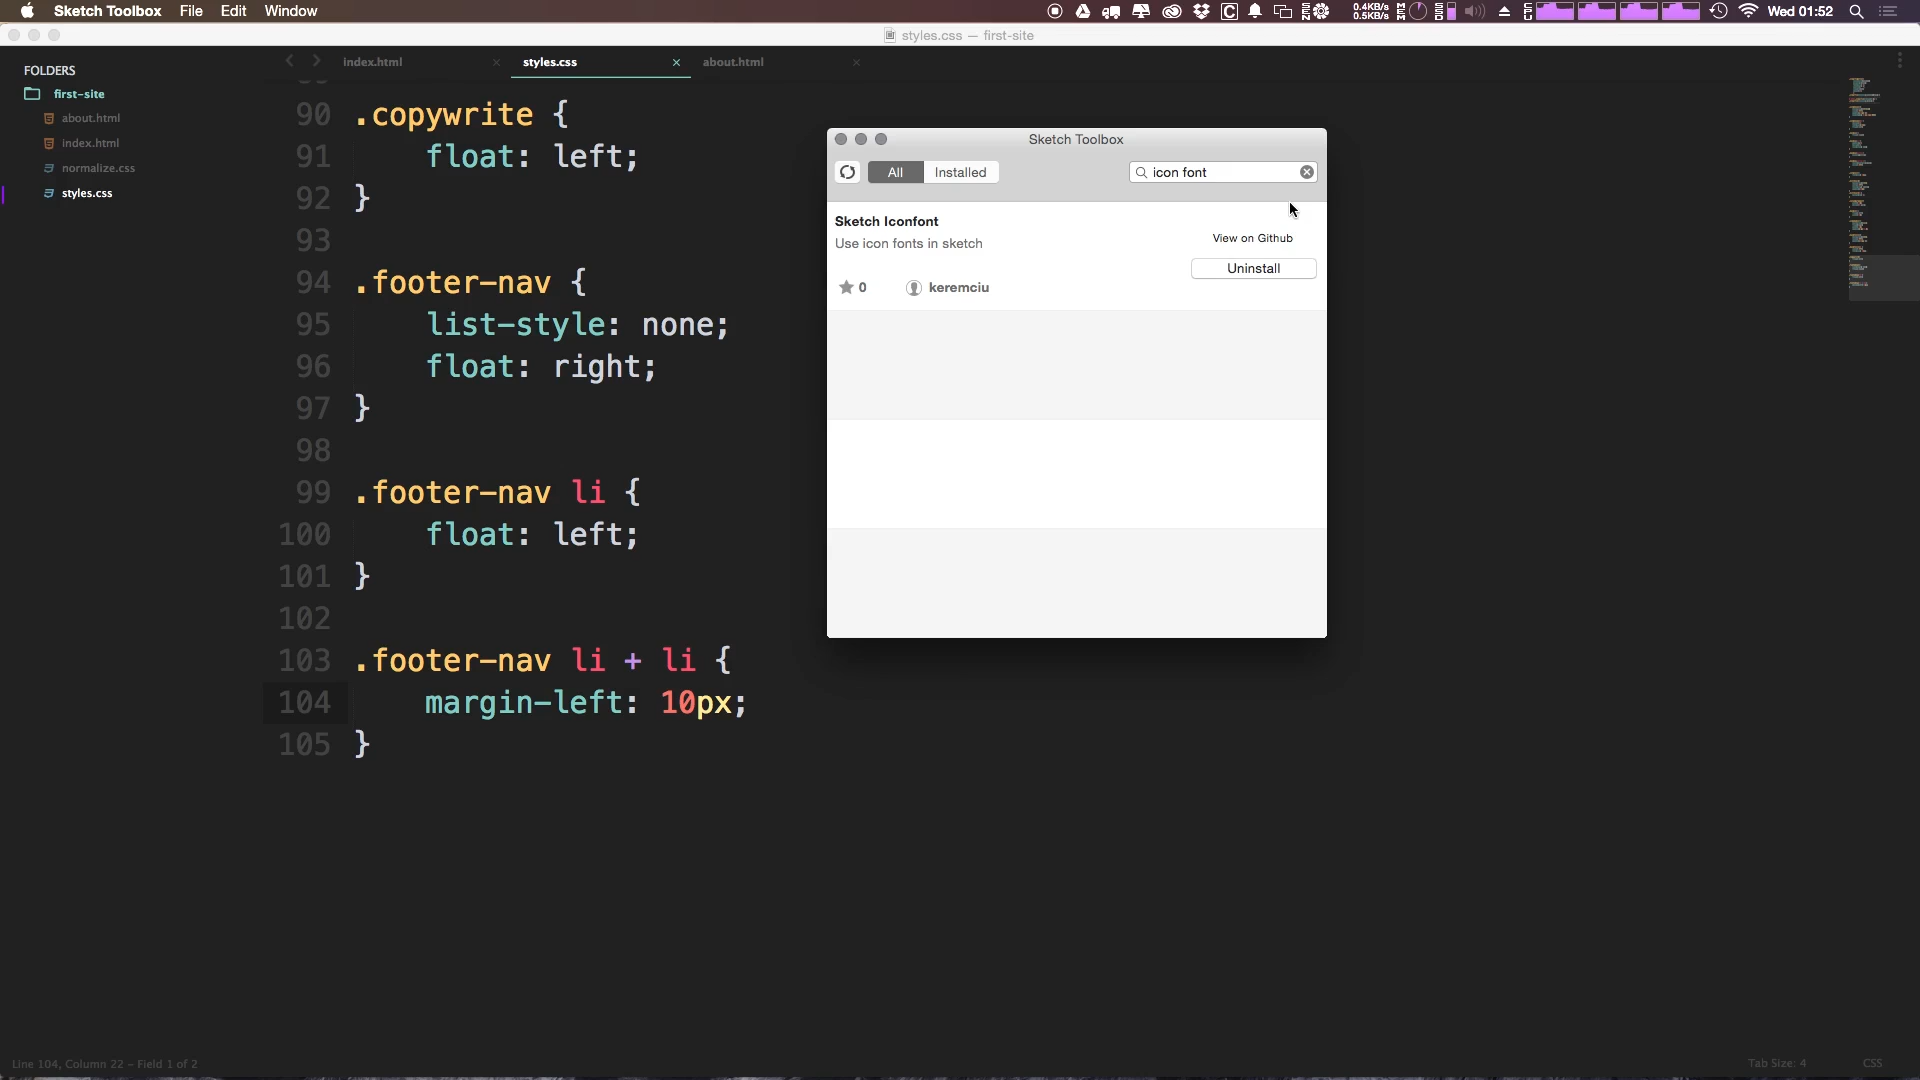 Sketch Toolbox File Edit Window
0.4KB/s
0.5KB/s
Wed 01:52
styles.css — first-site
FOLDERS
first-site
about.html
index.html
normalize.css
styles.css
index.html
styles.css
about.html
90 .copywrite {
91 float: left;
92 }
93
94 .footer-nav {
95 list-style: none;
96 float: right;
97 }
98
99 .footer-nav li {
100 float: left;
101 }
102
103 .footer-nav li + li {
104 margin-left: 10px;
105 }
Sketch Toolbox
All Installed
icon font
Sketch Iconfont
Use icon fonts in sketch
View on Github
Uninstall
0 keremciu
Line 104, Column 22 – Field 1 of 2
Tab Size: 4
CSS